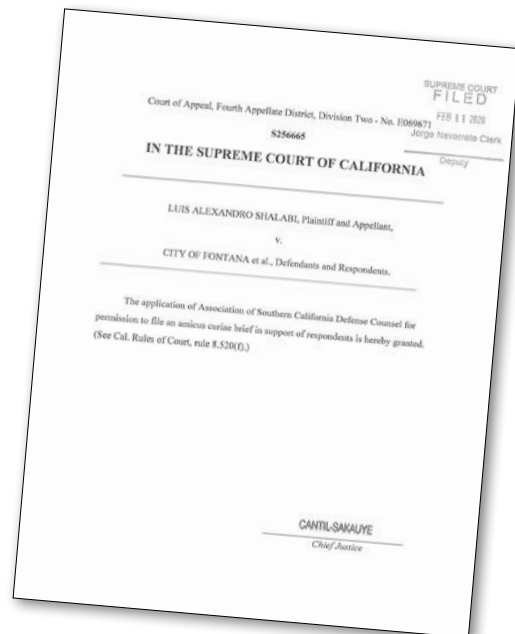 SUPREME COURT
FILED
FEB 11 2020
Jorge Navarrete Clerk
Deputy
Court of Appeal, Fourth Appellate District, Division Two - No. E069671
S256665
IN THE SUPREME COURT OF CALIFORNIA
LUIS ALEXANDRO SHALABI, Plaintiff and Appellant,
v.
CITY OF FONTANA et al., Defendants and Respondents.
The application of Association of Southern California Defense Counsel for
permission to file an amicus curiae brief in support of respondents is hereby granted.
(See Cal. Rules of Court, rule 8.520(f).)
CANTIL-SAKAUYE
Chief Justice